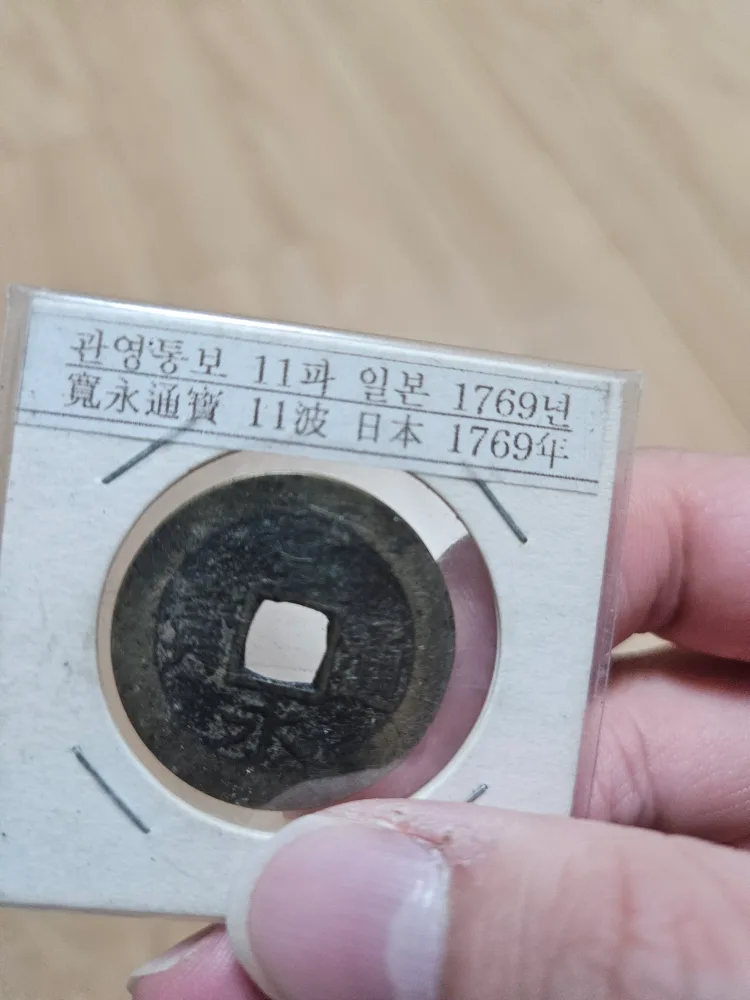 관영통보 11파 일본 1769년
寬永通寶 11波 日本 1769年
永